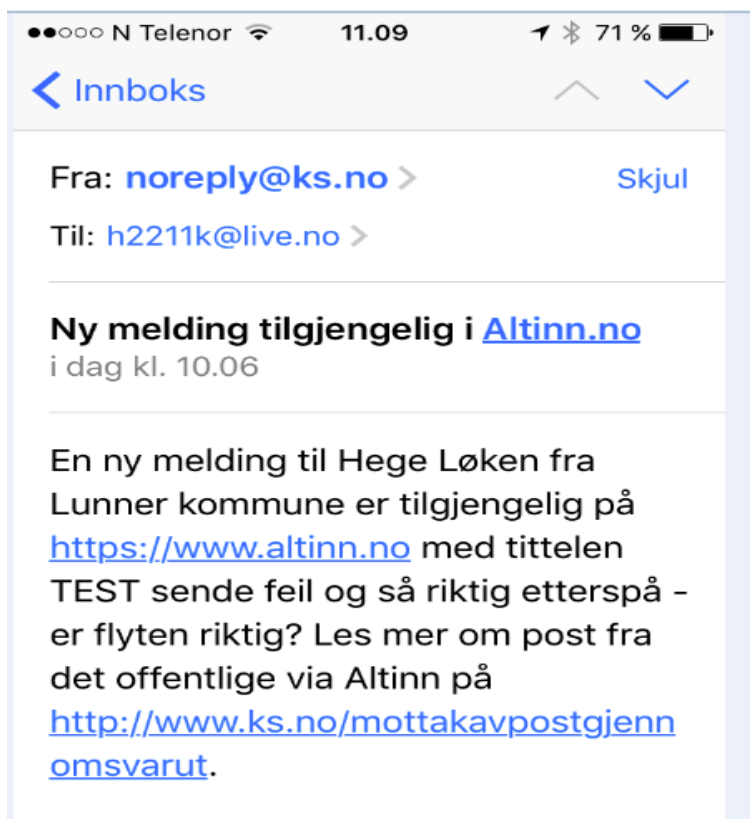 N Telenor 11.09 71 %
Innboks
Fra: noreply@ks.no Skjul
Til: h2211k@live.no
Ny melding tilgjengelig i Altinn.no
i dag kl. 10.06
En ny melding til Hege Løken fra
Lunner kommune er tilgjengelig på
https://www.altinn.no med tittelen
TEST sende feil og så riktig etterspå -
er flyten riktig? Les mer om post fra
det offentlige via Altinn på
http://www.ks.no/mottakavpostgjenn
omsvarut.